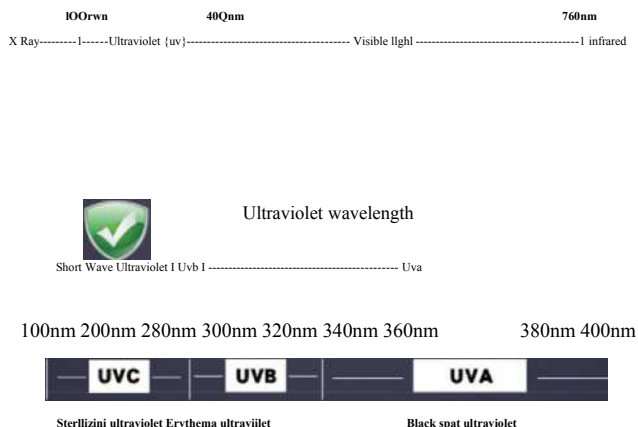 lOOrwn 40Qnm 760nm
X Ray---------1------Ultraviolet {uv}----------------------------------------- Visible llghl -----------------------------------------1 infrared
Ultraviolet wavelength
Short Wave Ultraviolet I Uvb I ------------------------------------------------ Uva
100nm 200nm 280nm 300nm 320nm 340nm 360nm 380nm 400nm
UVC UVB UVA
Sterllizini ultraviolet Erythema ultraviilet Black spat ultraviolet